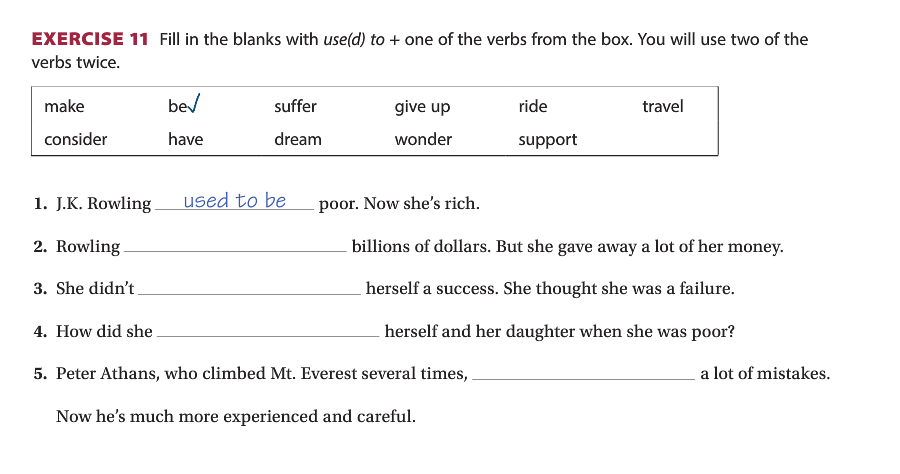 EXERCISE 11 Fill in the blanks with use(d) to + one of the verbs from the box. You will use two of the
verbs twice.
make be✓ suffer give up ride travel
consider have dream wonder support
1. J.K. Rowling used to be poor. Now she's rich.
2. Rowling ____ billions of dollars. But she gave away a lot of her money.
3. She didn't ____ herself a success. She thought she was a failure.
4. How did she ____ herself and her daughter when she was poor?
5. Peter Athans, who climbed Mt. Everest several times, ____ a lot of mistakes.
Now he's much more experienced and careful.